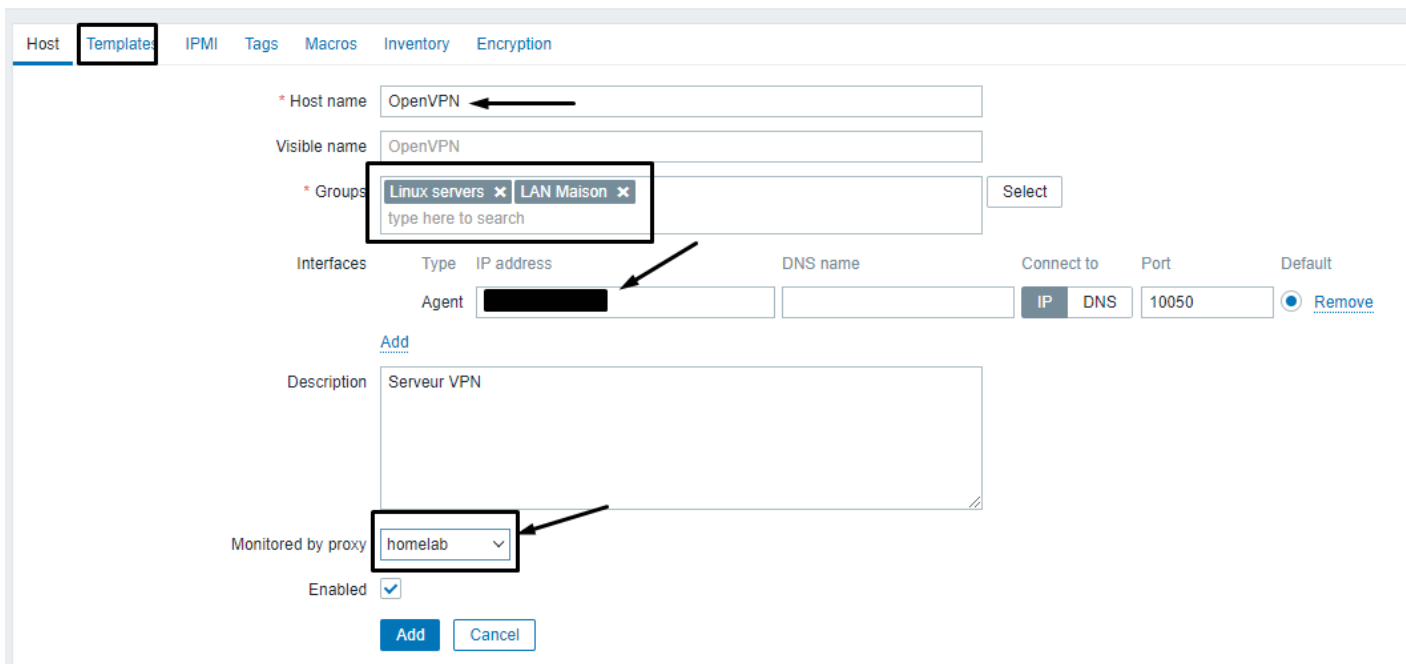 Host Templates IPMI Tags Macros Inventory Encryption
* Host name OpenVPN
Visible name OpenVPN
* Groups Linux servers × LAN Maison × Select
type here to search
Interfaces Type IP address DNS name Connect to Port Default
Agent IP DNS 10050 Remove
Add
Description Serveur VPN
Monitored by proxy homelab
Enabled
Add Cancel